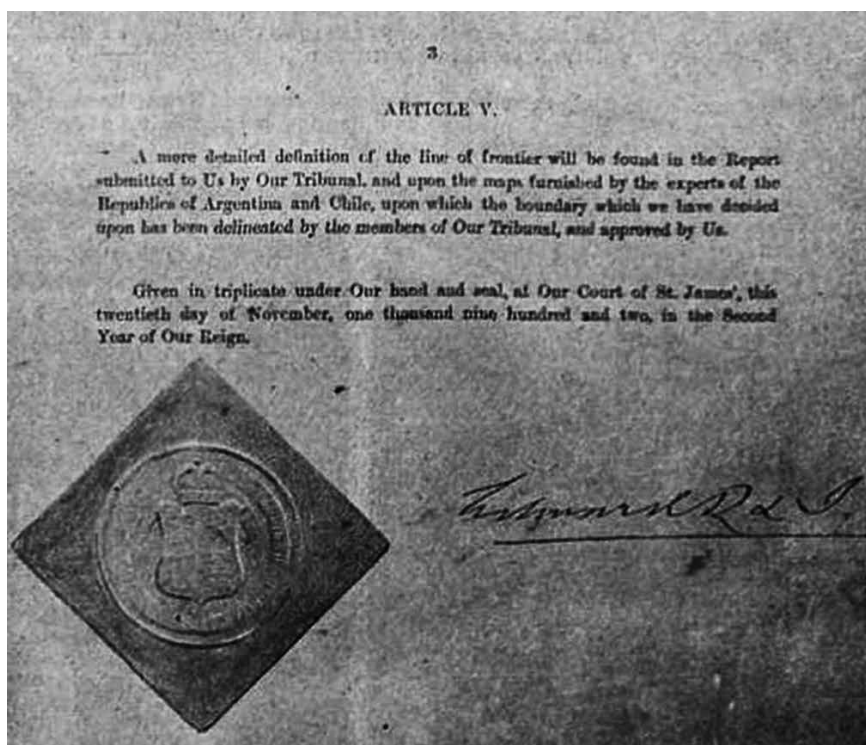 3
ARTICLE V.
A more detailed definition of the line of frontier will be found in the Report
submitted to Us by Our Tribunal, and upon the maps furnished by the experts of the
Republics of Argentina and Chile, upon which the boundary which we have decided
upon has been delineated by the members of Our Tribunal, and approved by Us.
Given in triplicate under Our hand and seal, at Our Court of St. James', this
twentieth day of November, one thousand nine hundred and two, in the Second
Year of Our Reign.
Edward R & I.